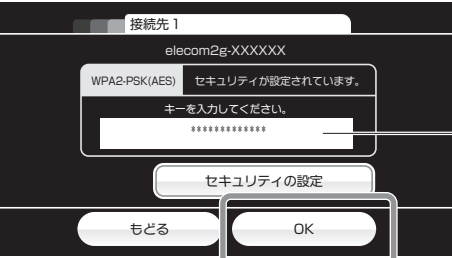 接続先 1
elecom2g-XXXXXX
WPA2-PSK(AES) セキュリティが設定されています。
キーを入力してください。
*************
セキュリティの設定
もどる OK